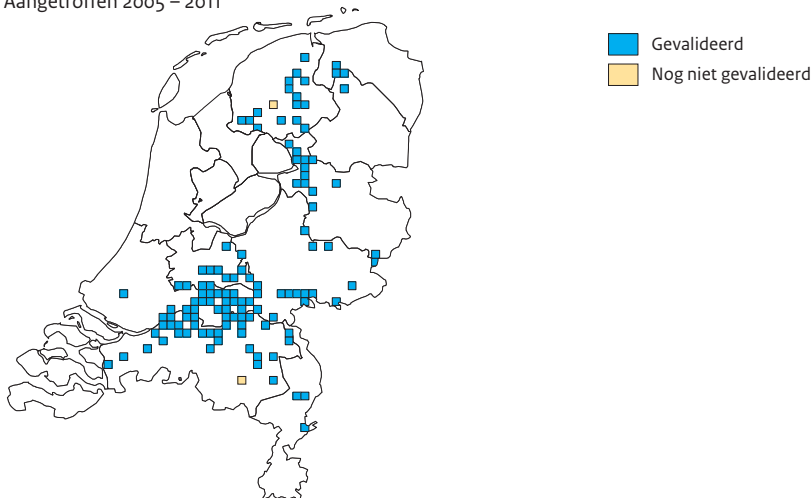 Aangetroffen 2005 – 2011
Gevalideerd
Nog niet gevalideerd